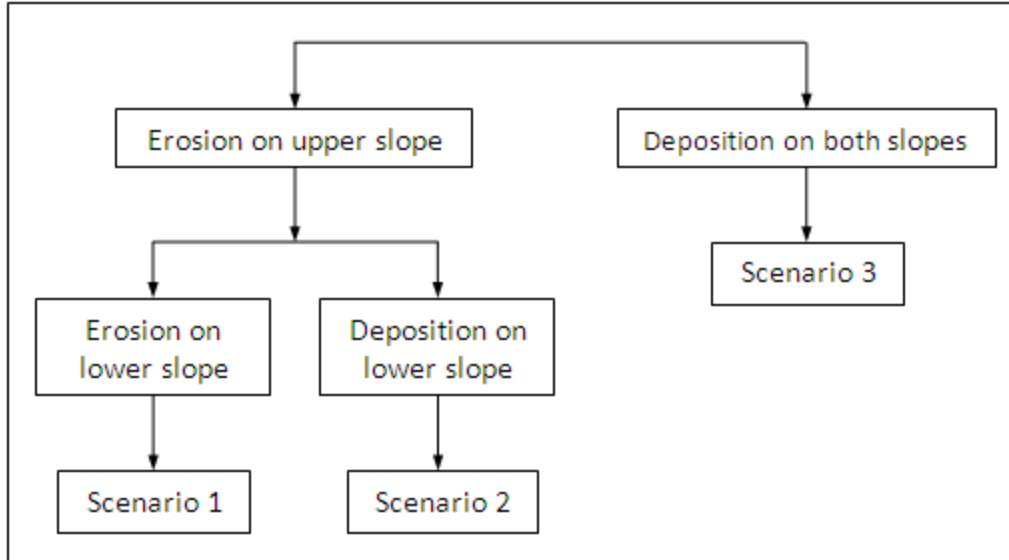 Erosion on upper slope
Deposition on both slopes
Scenario 3
Erosion on
lower slope
Deposition on
lower slope
Scenario 1
Scenario 2